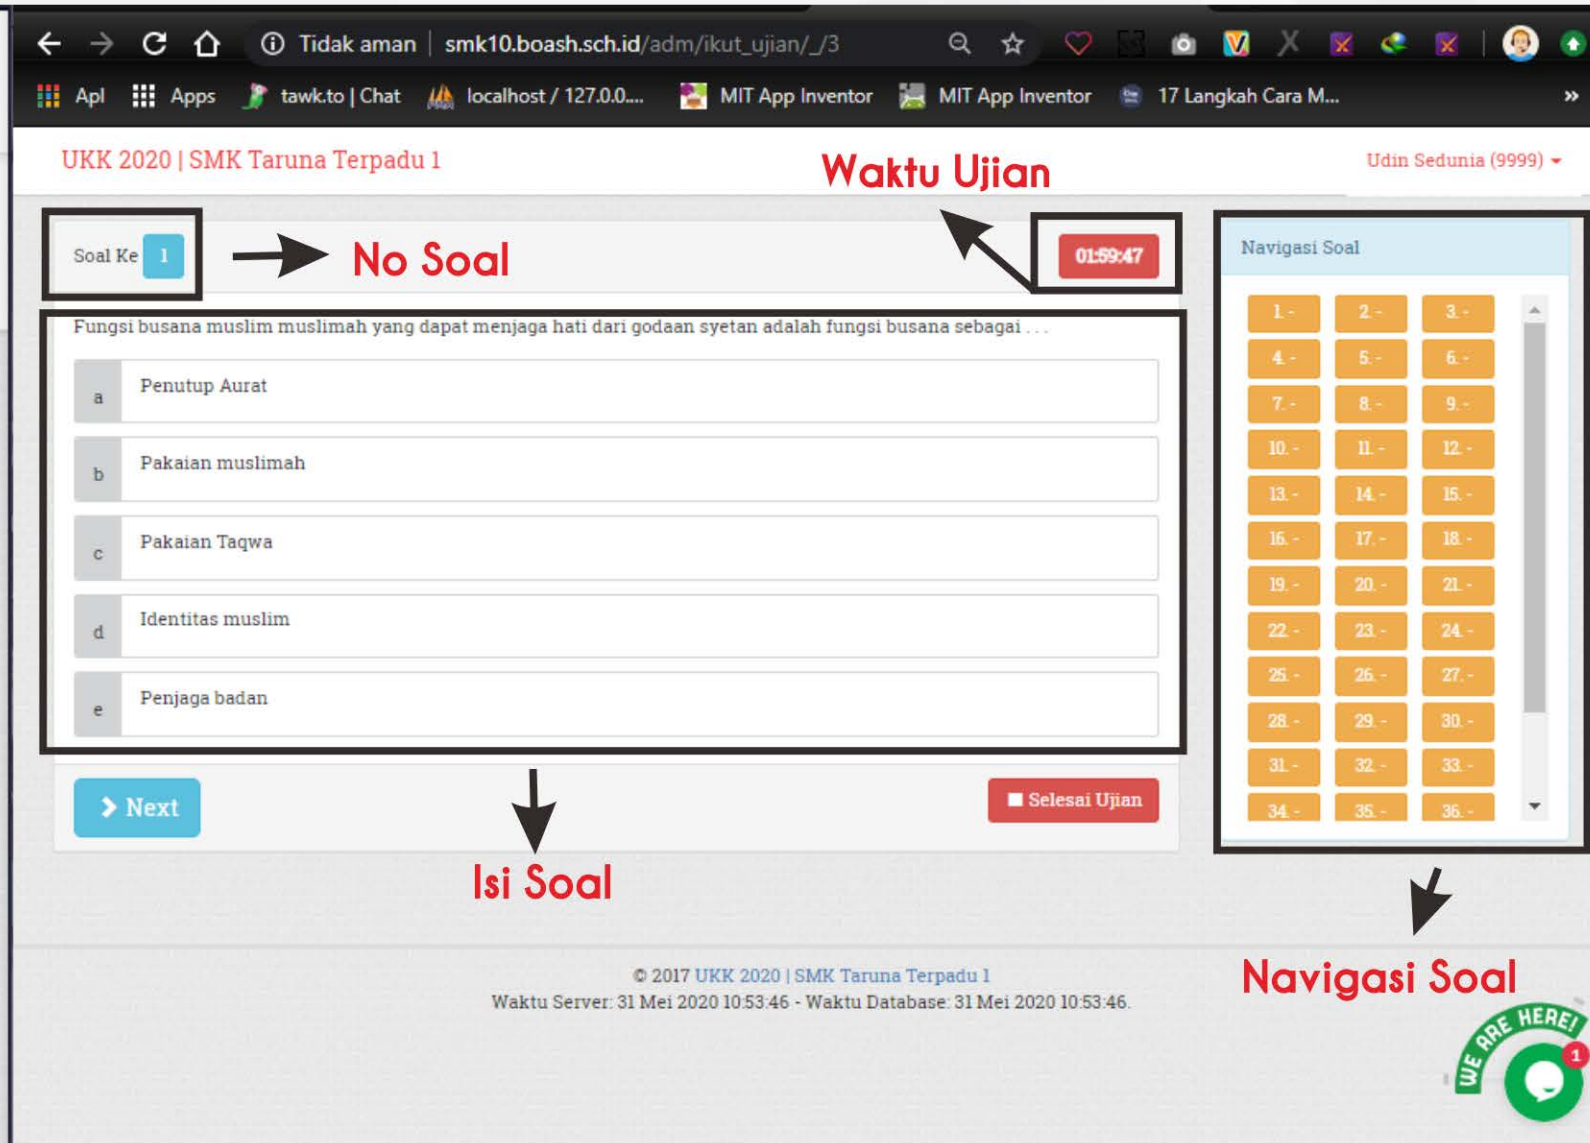 Tidak aman | smk10.boash.sch.id/adm/ikut_ujian/_/3
Apl Apps tawk.to | Chat localhost / 127.0.0.... MIT App Inventor MIT App Inventor 17 Langkah Cara M... »
UKK 2020 | SMK Taruna Terpadu 1
Waktu Ujian
Udin Sedunia (9999)
Soal Ke 1
No Soal
01:59:47
Fungsi busana muslim muslimah yang dapat menjaga hati dari godaan syetan adalah fungsi busana sebagai . . .
a Penutup Aurat
b Pakaian muslimah
c Pakaian Taqwa
d Identitas muslim
e Penjaga badan
Next
Selesai Ujian
Isi Soal
Navigasi Soal
1. - 2. - 3. -
4. - 5. - 6. -
7. - 8. - 9. -
10. - 11. - 12. -
13. - 14. - 15. -
16. - 17. - 18. -
19. - 20. - 21. -
22. - 23. - 24. -
25. - 26. - 27. -
28. - 29. - 30. -
31. - 32. - 33. -
34. - 35. - 36. -
Navigasi Soal
© 2017 UKK 2020 | SMK Taruna Terpadu 1
Waktu Server: 31 Mei 2020 10:53:46 - Waktu Database: 31 Mei 2020 10:53:46.
WE ARE HERE!
1